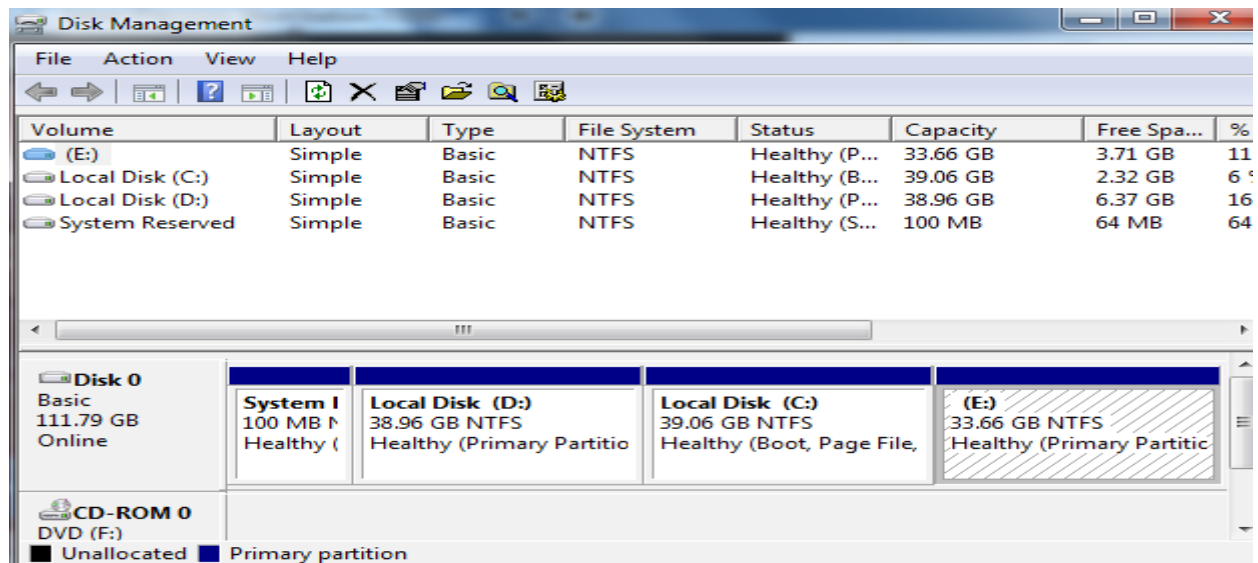 Disk Management
File Action View Help
Volume Layout Type File System Status Capacity Free Spa... %
(E:) Simple Basic NTFS Healthy (P... 33.66 GB 3.71 GB 11
Local Disk (C:) Simple Basic NTFS Healthy (B... 39.06 GB 2.32 GB 6
Local Disk (D:) Simple Basic NTFS Healthy (P... 38.96 GB 6.37 GB 16
System Reserved Simple Basic NTFS Healthy (S... 100 MB 64 MB 64
Disk 0
Basic
111.79 GB
Online
System
100 MB
Healthy (
Local Disk (D:)
38.96 GB NTFS
Healthy (Primary Partitio
Local Disk (C:)
39.06 GB NTFS
Healthy (Boot, Page File,
(E:)
33.66 GB NTFS
Healthy (Primary Partitic
CD-ROM 0
DVD (F:)
Unallocated Primary partition